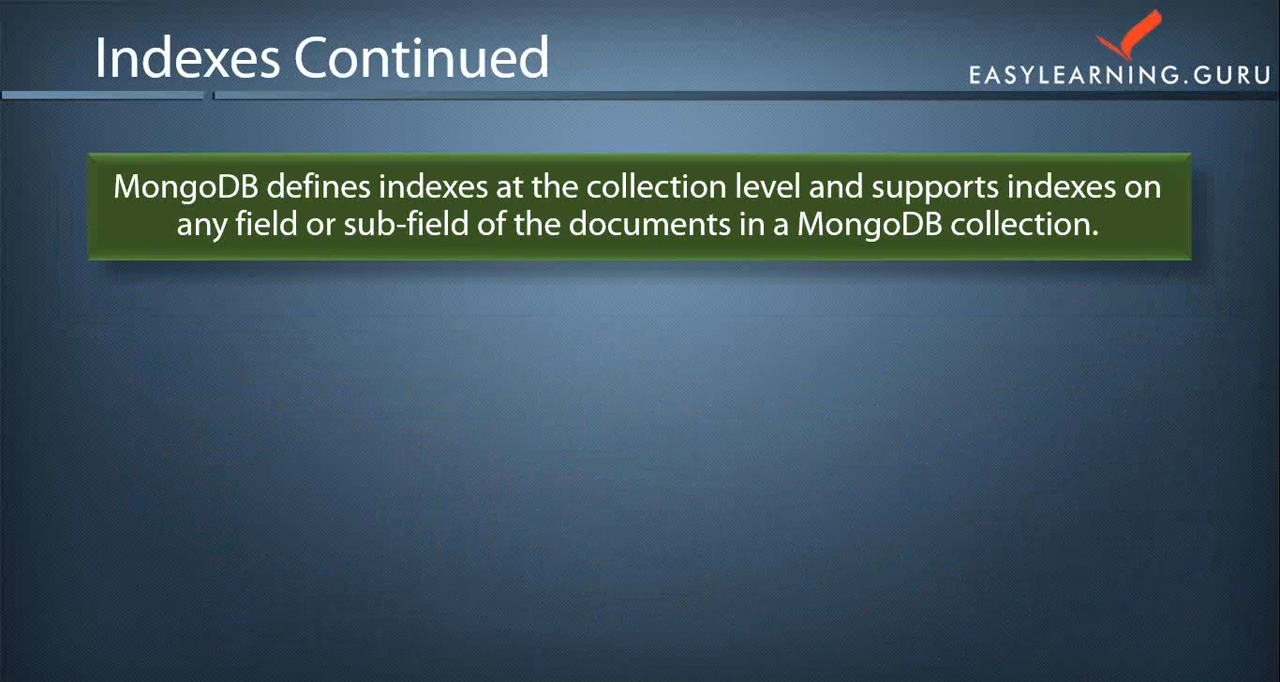 Indexes Continued
EASYLEARNING.GURU
MongoDB defines indexes at the collection level and supports indexes on
any field or sub-field of the documents in a MongoDB collection.